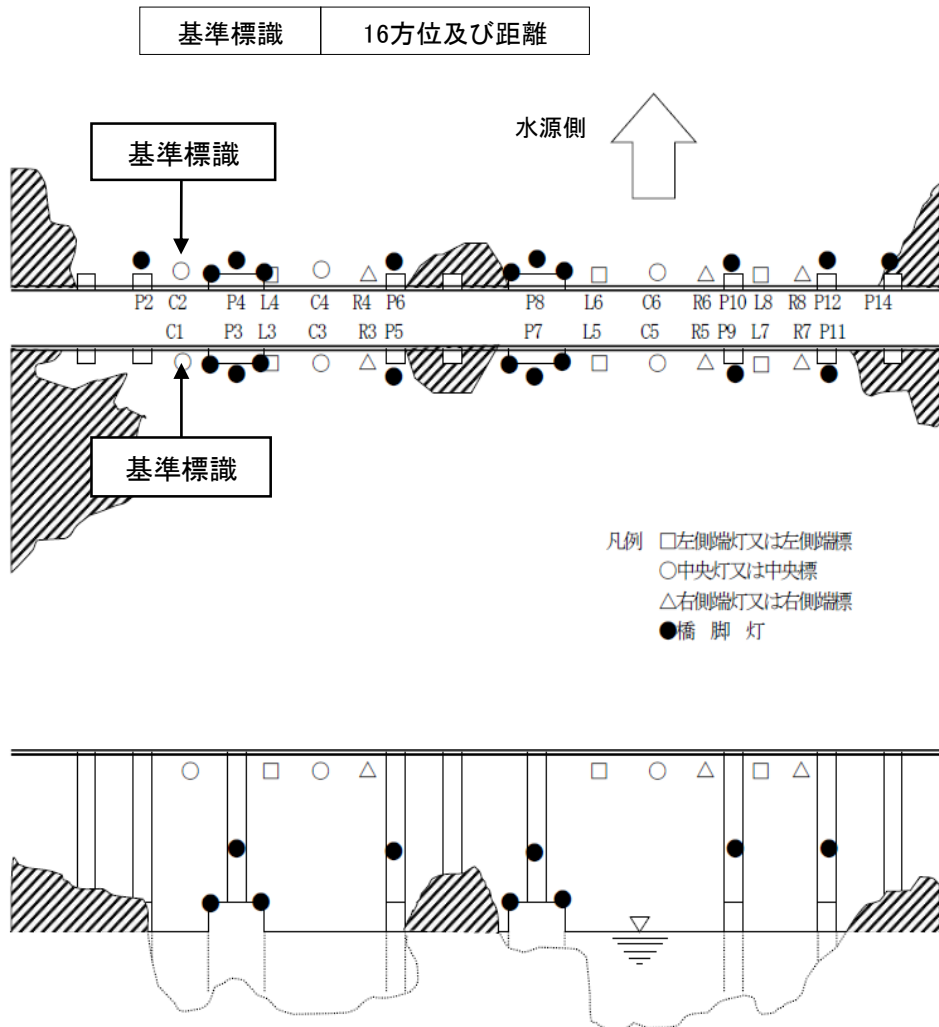 基準標識 16方位及び距離
水源側
基準標識
P2 C2 P4 L4 C4 R4 P6 P8 L6 C6 R6 P10 L8 R8 P12 P14
C1 P3 L3 C3 R3 P5 P7 L5 C5 R5 P9 L7 R7 P11
基準標識
凡例 □左側端灯又は左側端標
○中央灯又は中央標
△右側端灯又は右側端標
●橋脚灯